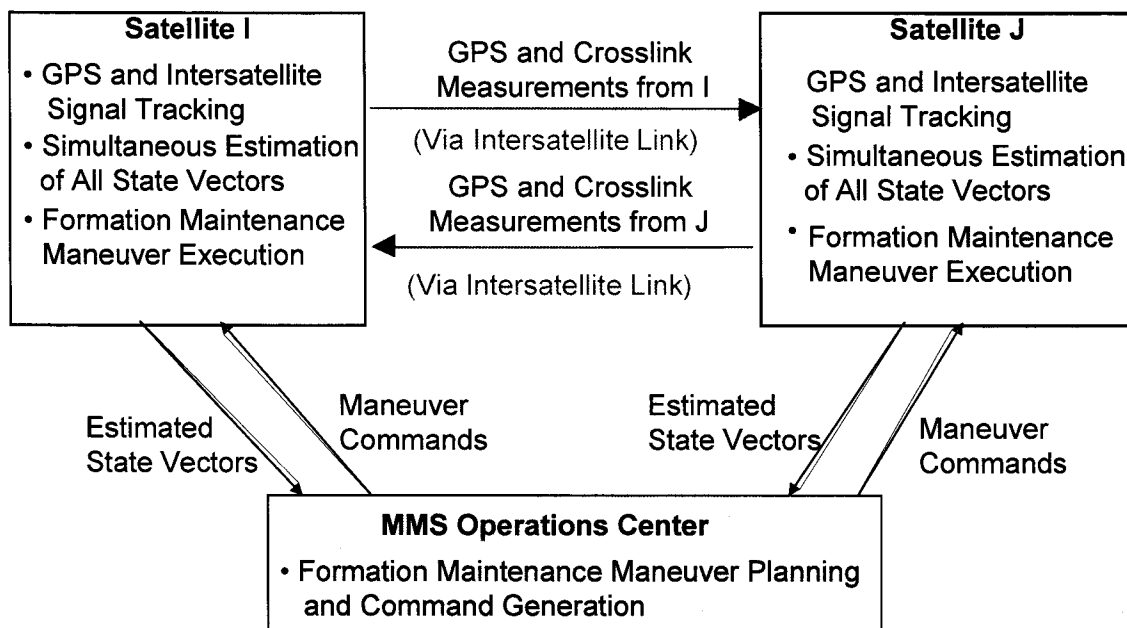 Satellite I
• GPS and Intersatellite
Signal Tracking
• Simultaneous Estimation
of All State Vectors
• Formation Maintenance
Maneuver Execution
GPS and Crosslink
Measurements from I
(Via Intersatellite Link)
GPS and Crosslink
Measurements from J
(Via Intersatellite Link)
Satellite J
GPS and Intersatellite
Signal Tracking
• Simultaneous Estimation
of All State Vectors
• Formation Maintenance
Maneuver Execution
Estimated
State Vectors
Maneuver
Commands
Estimated
State Vectors
Maneuver
Commands
MMS Operations Center
• Formation Maintenance Maneuver Planning
and Command Generation